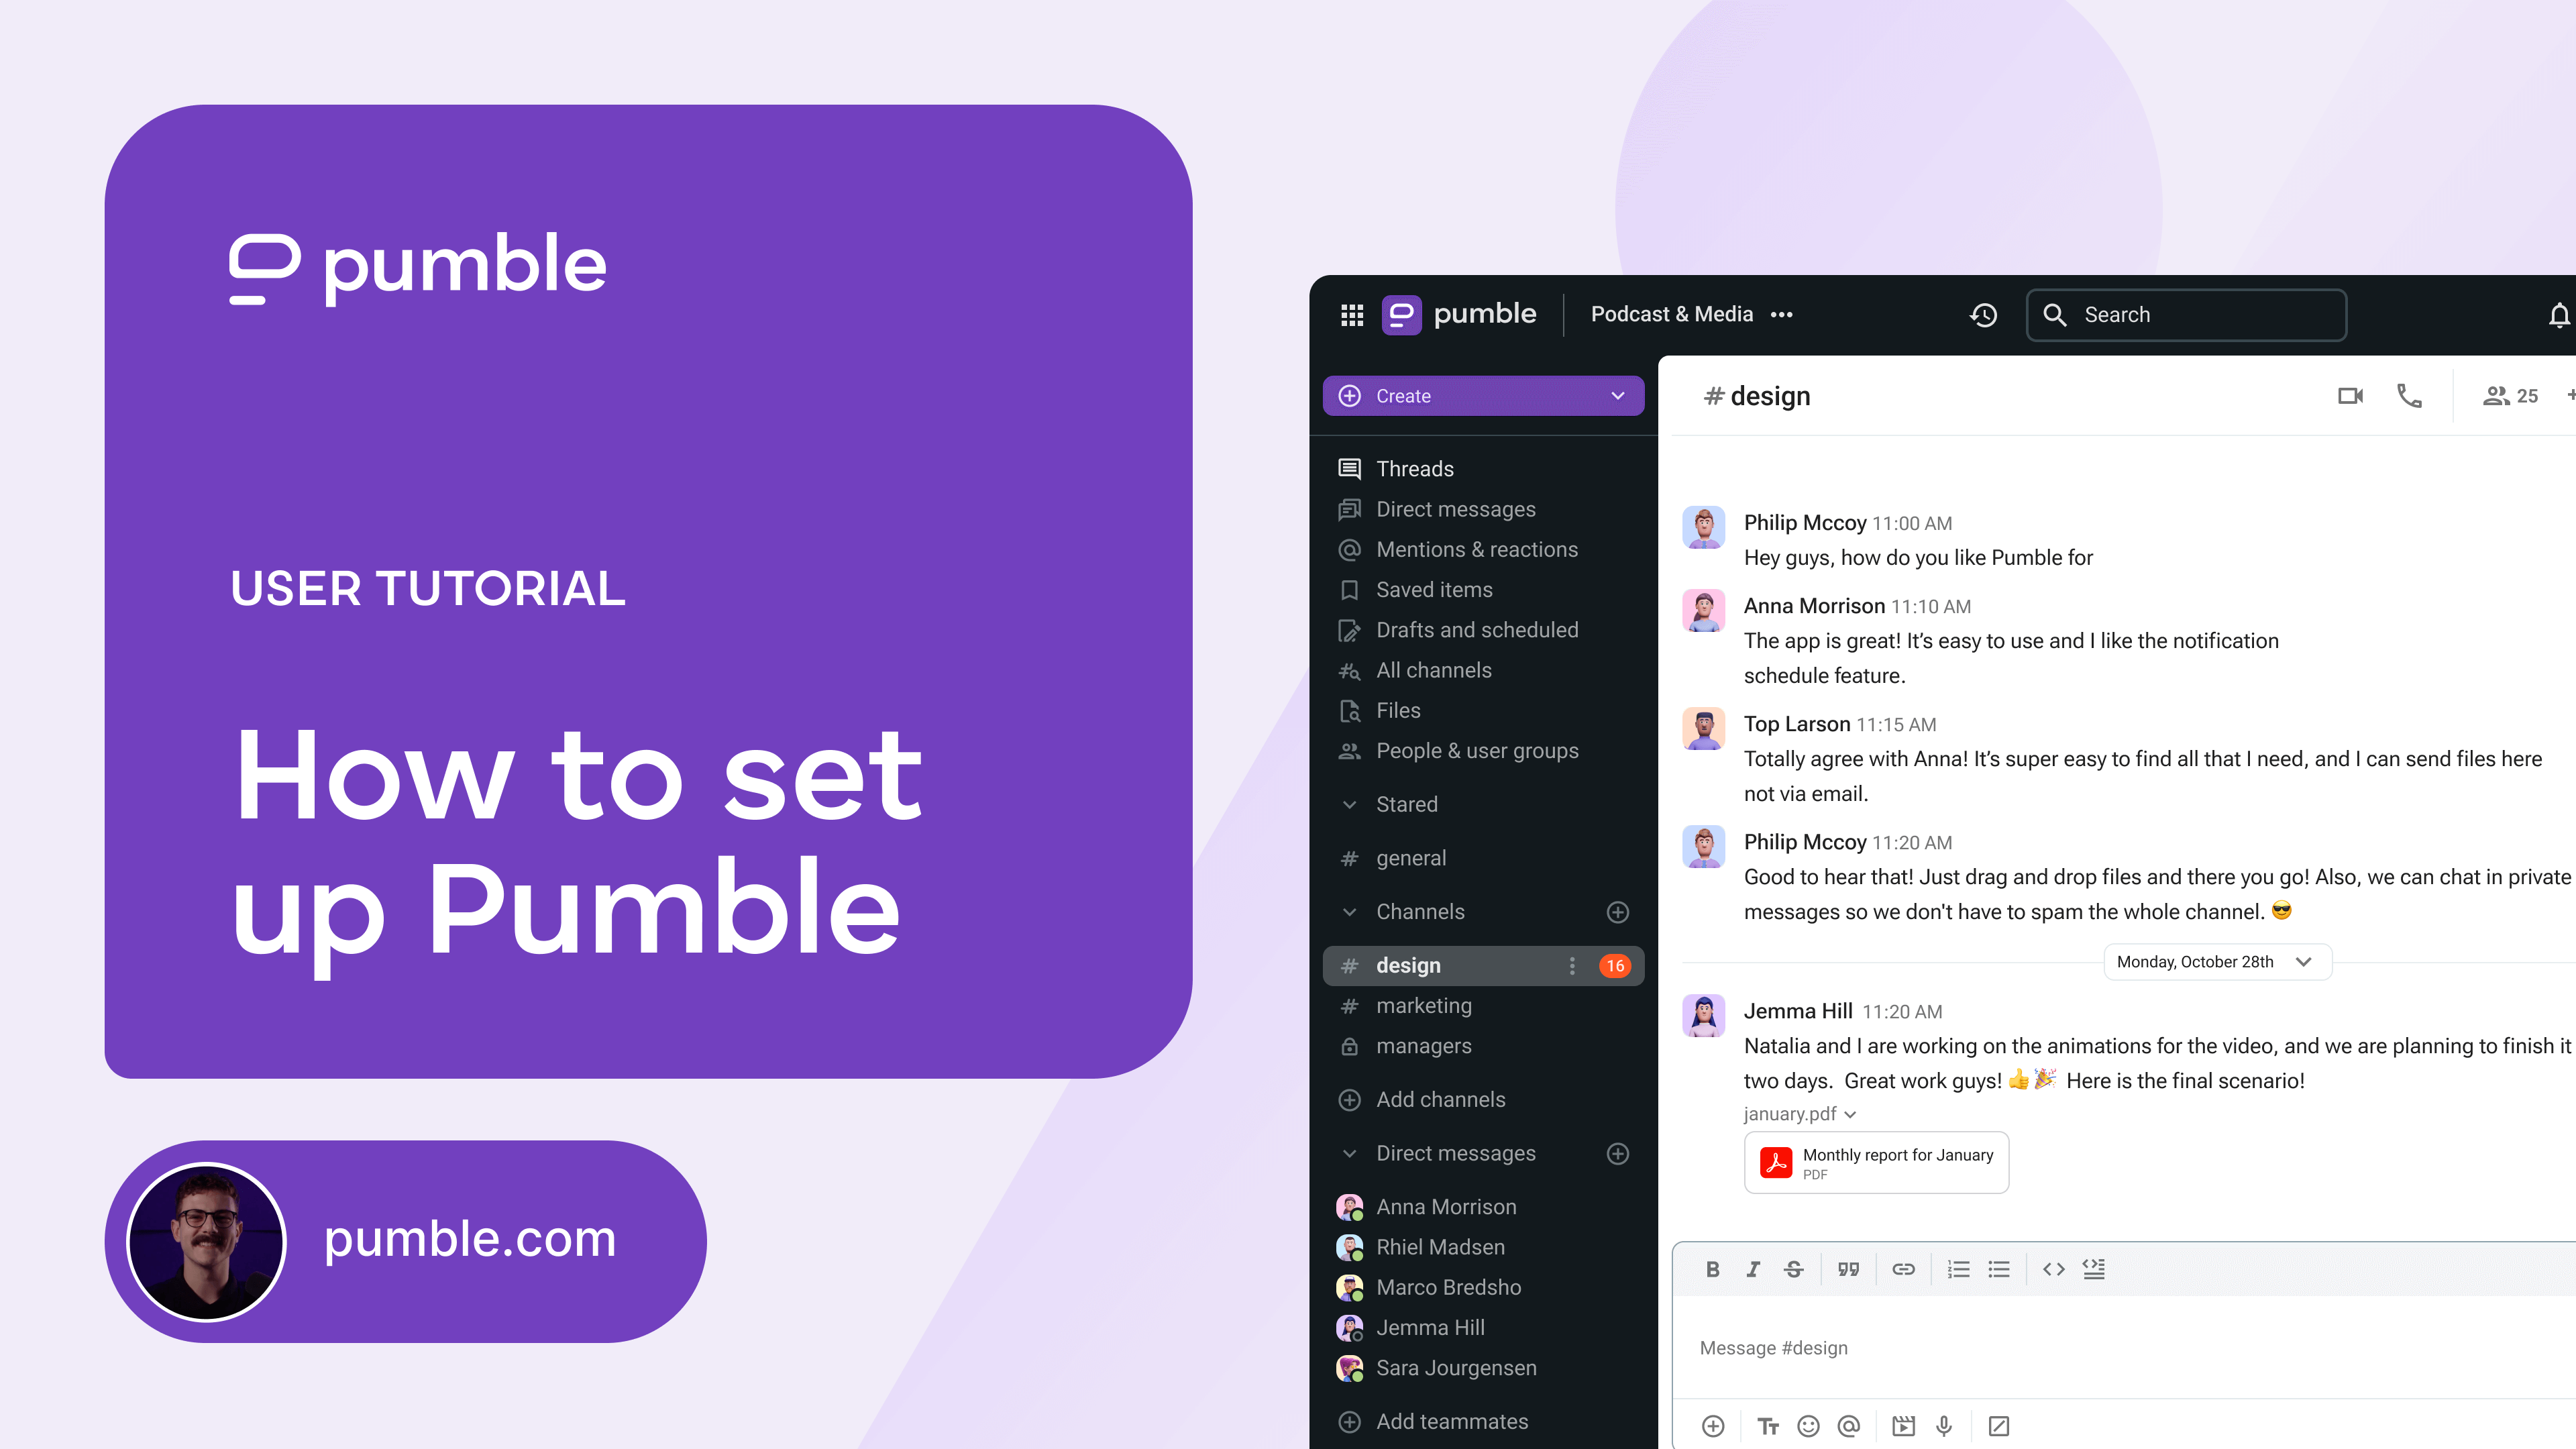 pumble
USER TUTORIAL
How to set
up Pumble
pumble.com
pumble
Podcast & Media
Search
Create
Threads
Direct messages
Mentions & reactions
Saved items
Drafts and scheduled
All channels
Files
People & user groups
Stared
# general
Channels
# design
16
# marketing
managers
Add channels
Direct messages
Anna Morrison
Rhiel Madsen
Marco Bredsho
Jemma Hill
Sara Jourgensen
Add teammates
# design
25
Philip Mccoy 11:00 AM
Hey guys, how do you like Pumble for
Anna Morrison 11:10 AM
The app is great! It’s easy to use and I like the notification
schedule feature.
Top Larson 11:15 AM
Totally agree with Anna! It’s super easy to find all that I need, and I can send files here
not via email.
Philip Mccoy 11:20 AM
Good to hear that! Just drag and drop files and there you go! Also, we can chat in private
messages so we don't have to spam the whole channel. 😎
Monday, October 28th
Jemma Hill 11:20 AM
Natalia and I are working on the animations for the video, and we are planning to finish it
two days. Great work guys! 👍🎉 Here is the final scenario!
january.pdf
Monthly report for January
PDF
Message #design